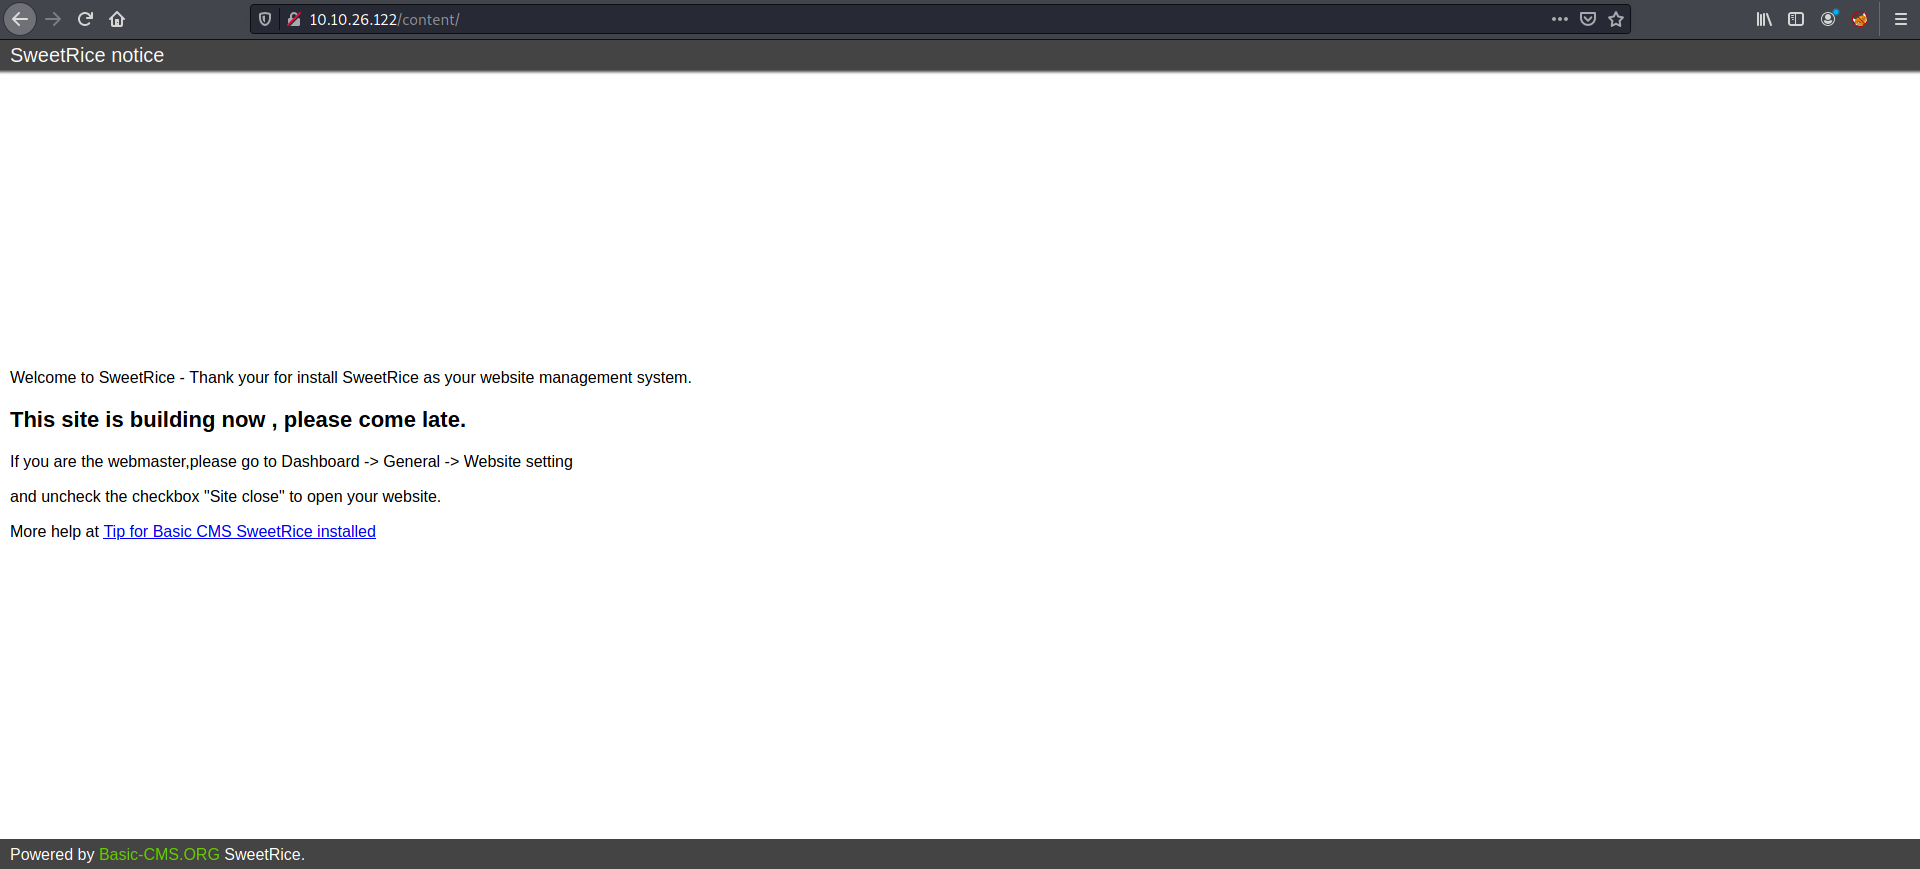 10.10.26.122/content/
SweetRice notice
Welcome to SweetRice - Thank your for install SweetRice as your website management system.
This site is building now , please come late.
If you are the webmaster,please go to Dashboard -> General -> Website setting
and uncheck the checkbox "Site close" to open your website.
More help at Tip for Basic CMS SweetRice installed
Powered by Basic-CMS.ORG SweetRice.